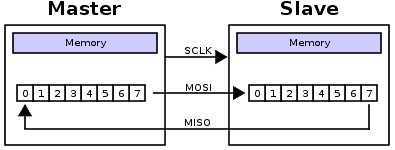 Master Slave
Memory Memory
SCLK
MOSI
0 1 2 3 4 5 6 7 0 1 2 3 4 5 6 7
MISO